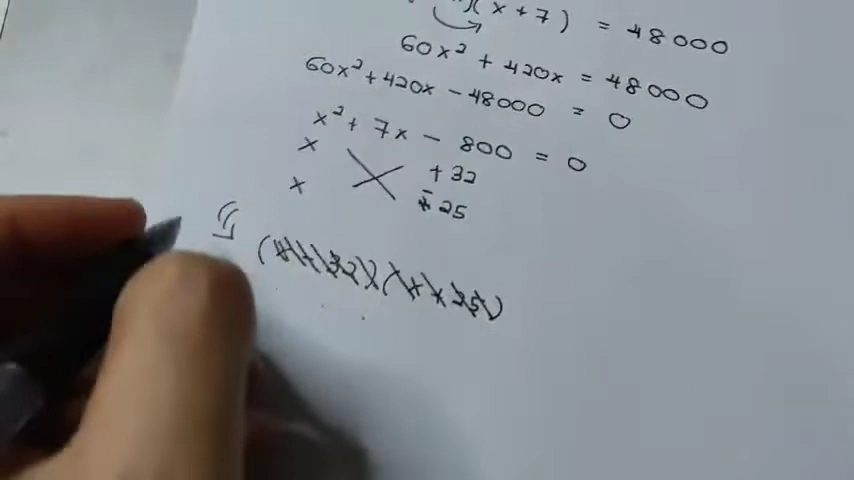 (x+7) = 48000
60x² + 420x = 48000
60x² + 420x - 48000 = 0
x² + 7x - 800 = 0
x +32
x - 25